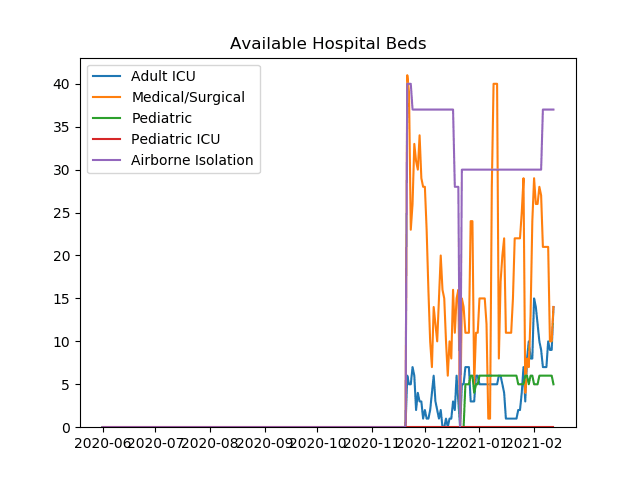 Available Hospital Beds
Adult ICU
Medical/Surgical
Pediatric
Pediatric ICU
Airborne Isolation
40
35
30
25
20
15
10
5
0
2020-06 2020-07 2020-08 2020-09 2020-10 2020-11 2020-12 2021-01 2021-02